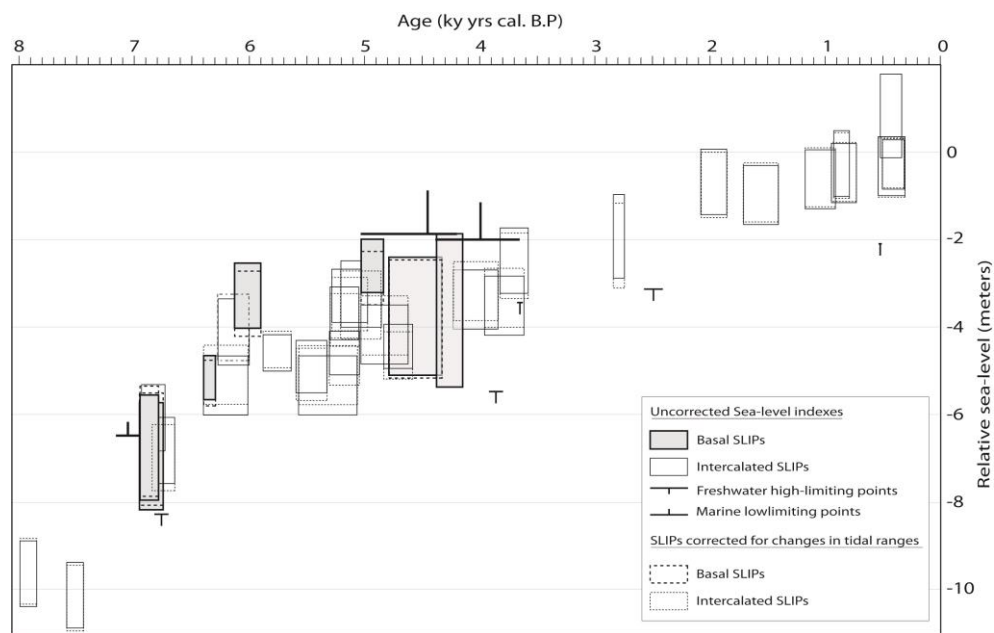 Age (ky yrs cal. B.P)
8 7 6 5 4 3 2 1 0
0
-2
-4
-6
-8
-10
Relative sea-level (meters)
Uncorrected Sea-level indexes
Basal SLIPs
Intercalated SLIPs
Freshwater high-limiting points
Marine lowlimiting points
SLIPs corrected for changes in tidal ranges
Basal SLIPs
Intercalated SLIPs